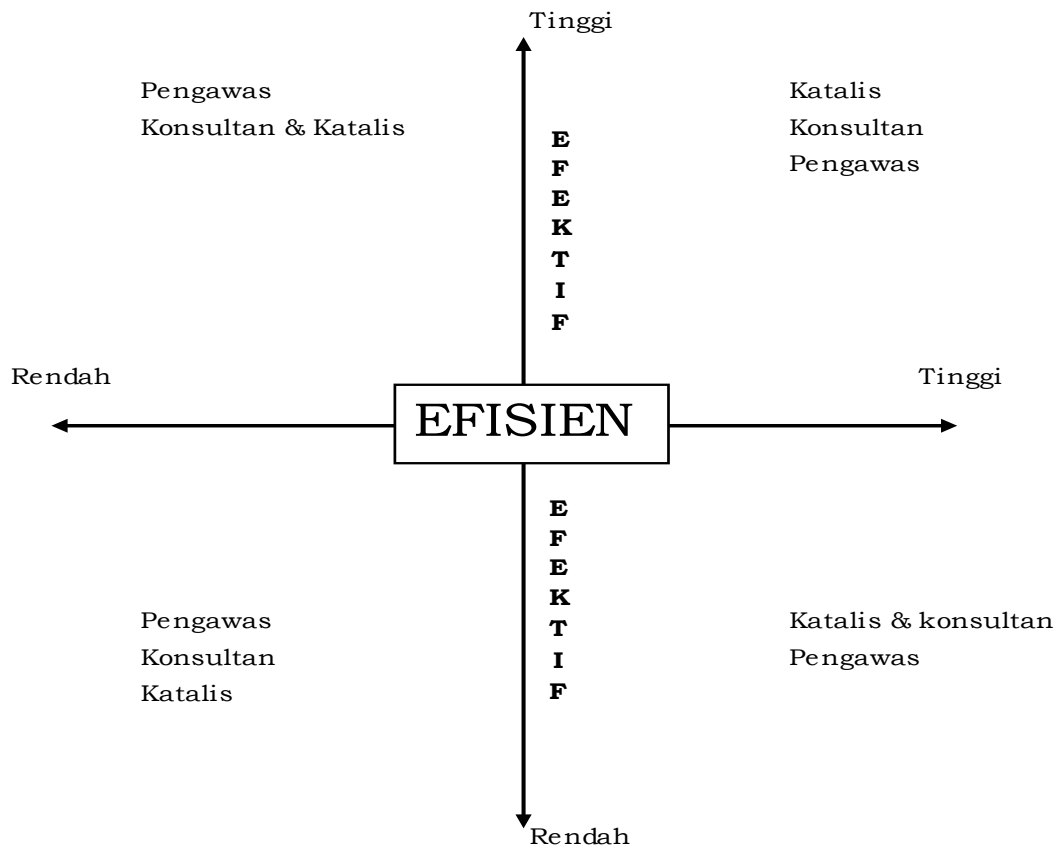 Tinggi
Pengawas
Konsultan & Katalis
Katalis
Konsultan
Pengawas
E
F
E
K
T
I
F
Rendah
Tinggi
EFISIEN
E
F
E
K
T
I
F
Pengawas
Konsultan
Katalis
Katalis & konsultan
Pengawas
Rendah